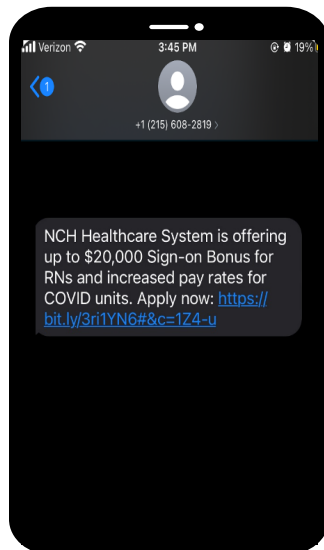 Verizon
3:45 PM
19%
1
+1 (215) 608-2819 >
NCH Healthcare System is offering
up to $20,000 Sign-on Bonus for
RNs and increased pay rates for
COVID units. Apply now: https://
bit.ly/3ri1YN6#&c=1Z4-u